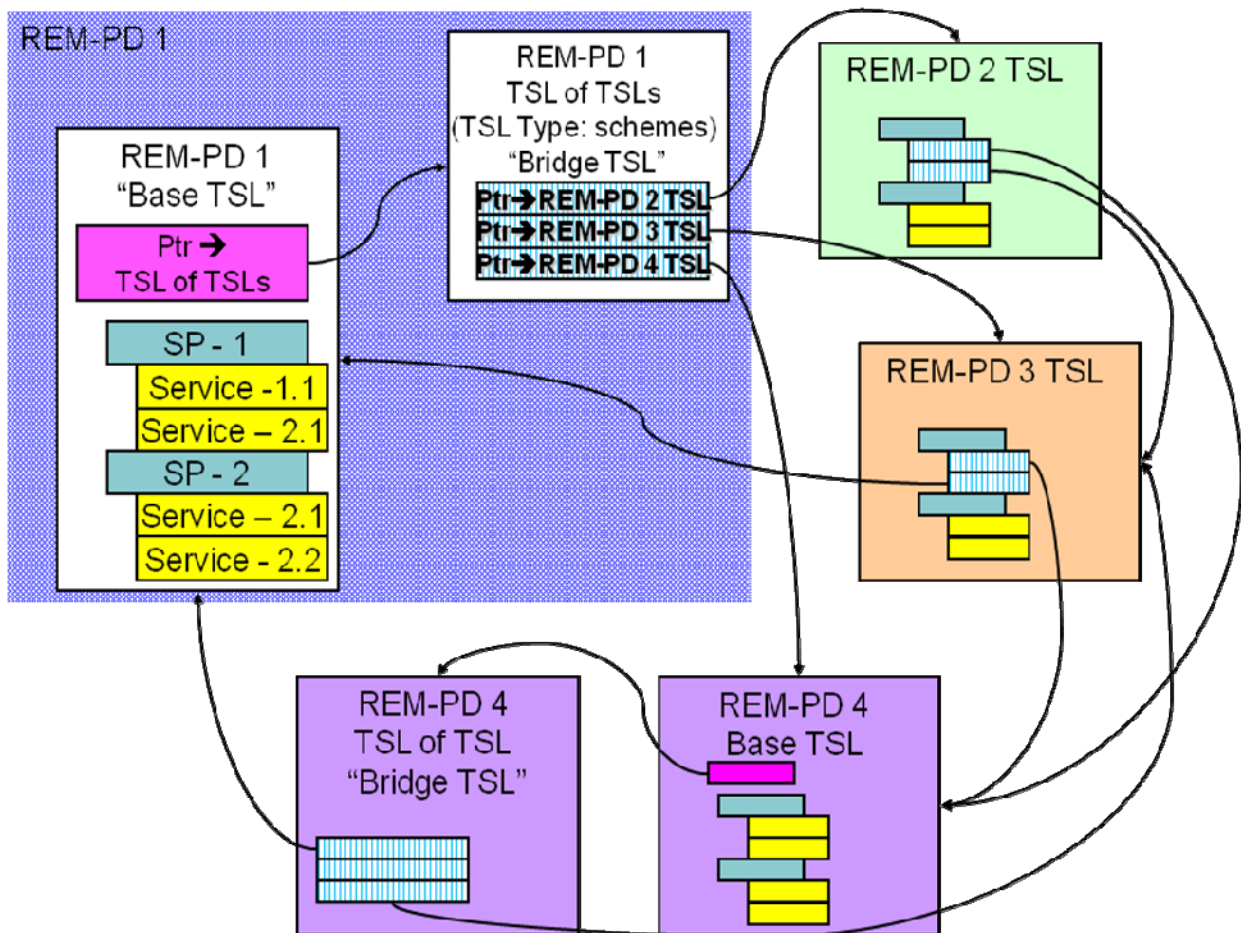 REM-PD 1
REM-PD 1
“Base TSL”
Ptr ➔
TSL of TSLs
SP - 1
Service -1.1
Service – 2.1
SP - 2
Service – 2.1
Service - 2.2
REM-PD 1
TSL of TSLs
(TSL Type: schemes)
“Bridge TSL”
Ptr➔REM-PD 2 TSL
Ptr➔REM-PD 3 TSL
Ptr➔REM-PD 4 TSL
REM-PD 2 TSL
REM-PD 3 TSL
REM-PD 4
TSL of TSL
“Bridge TSL”
REM-PD 4
Base TSL